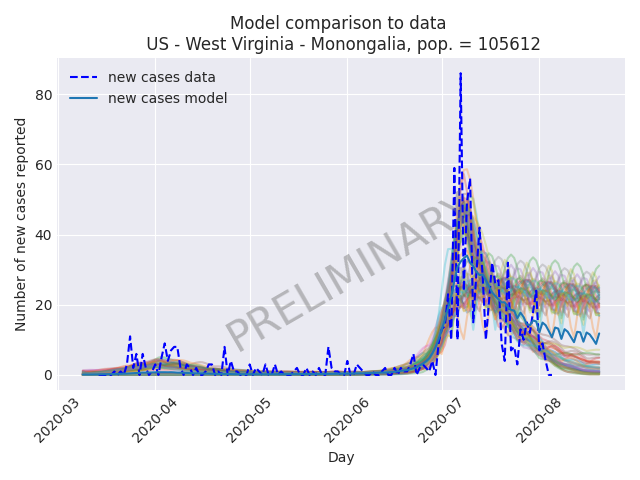 Model comparison to data
US - West Virginia - Monongalia, pop. = 105612
new cases data
new cases model
PRELIMINARY
Number of new cases reported
80
60
40
20
0
2020-03
2020-04
2020-05
2020-06
2020-07
2020-08
Day